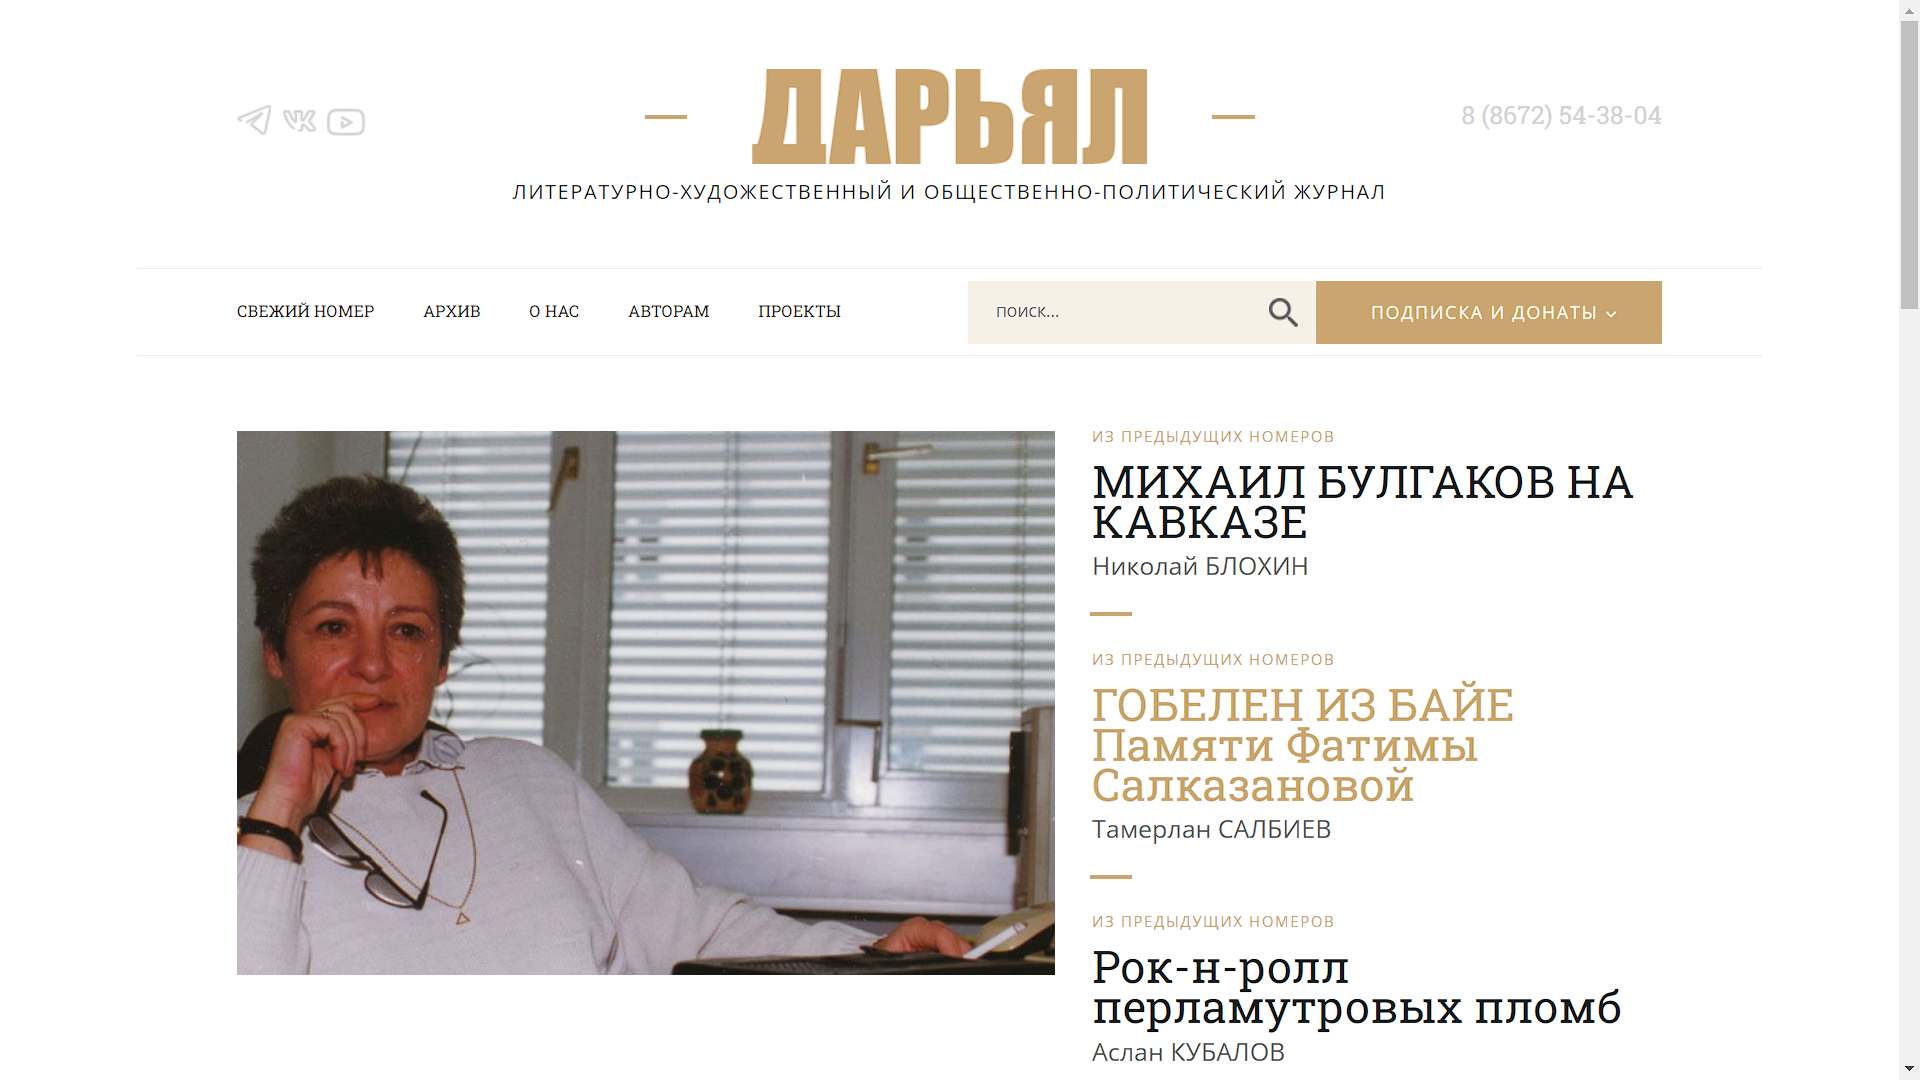 ДАРЬЯЛ
8 (8672) 54-38-04
ЛИТЕРАТУРНО-ХУДОЖЕСТВЕННЫЙ И ОБЩЕСТВЕННО-ПОЛИТИЧЕСКИЙ ЖУРНАЛ
СВЕЖИЙ НОМЕР
АРХИВ
О НАС
АВТОРАМ
ПРОЕКТЫ
поиск...
ПОДПИСКА И ДОНАТЫ
ИЗ ПРЕДЫДУЩИХ НОМЕРОВ
МИХАИЛ БУЛГАКОВ НА
КАВКАЗЕ
Николай БЛОХИН
ИЗ ПРЕДЫДУЩИХ НОМЕРОВ
ГОБЕЛЕН ИЗ БАЙЕ
Памяти Фатимы
Салказановой
Тамерлан САЛБИЕВ
ИЗ ПРЕДЫДУЩИХ НОМЕРОВ
Рок-н-ролл
перламутровых пломб
Аслан КУБАЛОВ